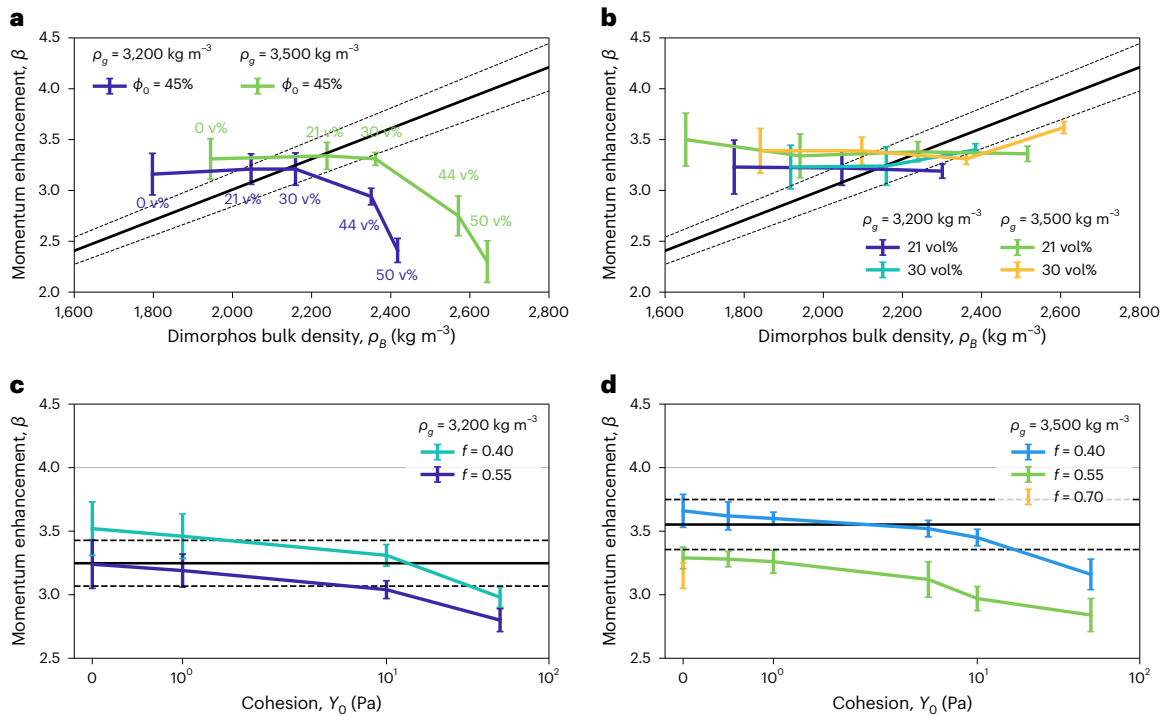 a
Momentum enhancement, β
4.5
4.0
3.5
3.0
2.5
2.0
ρg = 3,200 kg m⁻³
ρg = 3,500 kg m⁻³
ϕ0 = 45%
ϕ0 = 45%
0 v%
21 v%
30 v%
44 v%
50 v%
0 v%
21 v%
30 v%
44 v%
50 v%
1,600
1,800
2,000
2,200
2,400
2,600
2,800
Dimorphos bulk density, ρB (kg m⁻³)
b
Momentum enhancement, β
4.5
4.0
3.5
3.0
2.5
2.0
ρg = 3,200 kg m⁻³
ρg = 3,500 kg m⁻³
21 vol%
21 vol%
30 vol%
30 vol%
1,600
1,800
2,000
2,200
2,400
2,600
2,800
Dimorphos bulk density, ρB (kg m⁻³)
c
Momentum enhancement, β
4.5
4.0
3.5
3.0
2.5
ρg = 3,200 kg m⁻³
f = 0.40
f = 0.55
0
10⁰
10¹
10²
Cohesion, Y0 (Pa)
d
Momentum enhancement, β
4.5
4.0
3.5
3.0
2.5
ρg = 3,500 kg m⁻³
f = 0.40
f = 0.55
f = 0.70
0
10⁰
10¹
10²
Cohesion, Y0 (Pa)